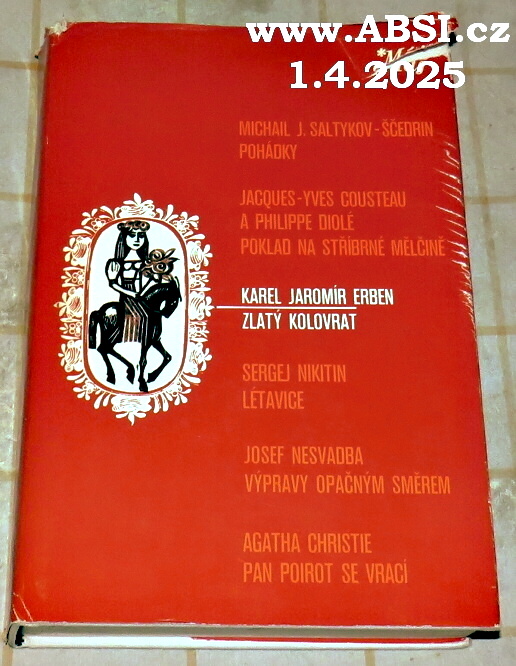 www.ABSI.cz
1.4.2025
MICHAIL J. SALTYKOV-ŠČEDRIN
POHÁDKY
JACQUES-YVES COUSTEAU
A PHILIPPE DIOLÉ
POKLAD NA STŘÍBRNÉ MĚLČINĚ
KAREL JAROMÍR ERBEN
ZLATÝ KOLOVRAT
SERGEJ NIKITIN
LÉTAVICE
JOSEF NESVADBA
VÝPRAVY OPAČNÝM SMĚREM
AGATHA CHRISTIE
PAN POIROT SE VRACÍ